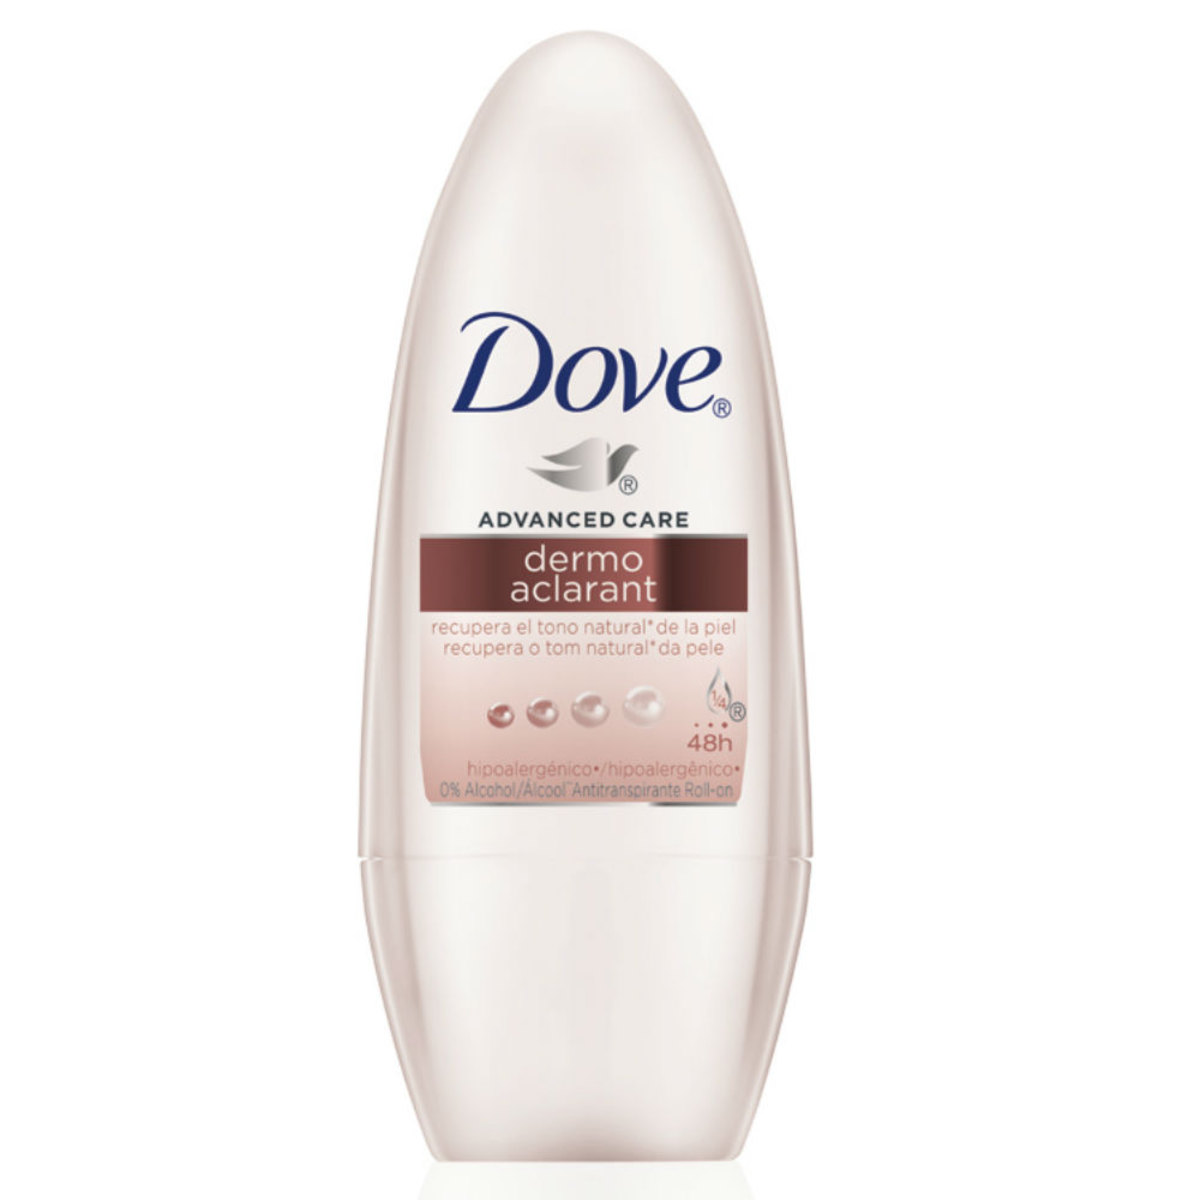 Dove®
®
ADVANCED CARE
dermo
aclarant
recupera el tono natural* de la piel
recupera o tom natural* da pele
1/4®
48h
hipoalergénico•/hipoalergênico•
0% Alcohol/Álcool** Antitranspirante Roll-on